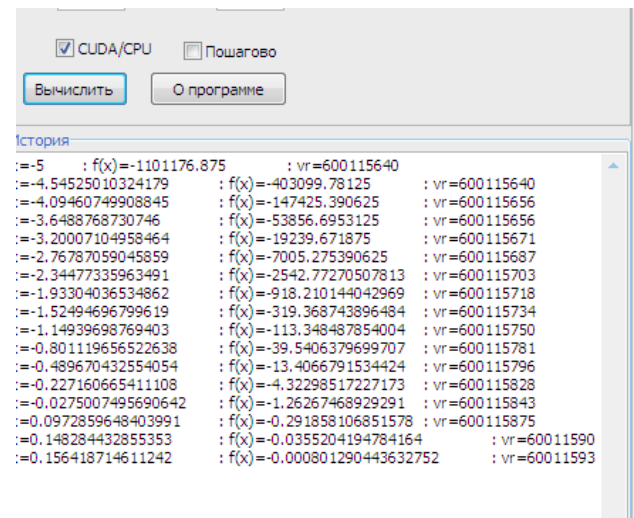 CUDA/CPU Пошагово
Вычислить О программе
История
:=-5 : f(x)=-1101176.875 : vr=600115640
:=-4.54525010324179 : f(x)=-403099.78125 : vr=600115640
:=-4.09460749908845 : f(x)=-147425.390625 : vr=600115656
:=-3.6488768730746 : f(x)=-53856.6953125 : vr=600115656
:=-3.20007104958464 : f(x)=-19239.671875 : vr=600115671
:=-2.76787059045859 : f(x)=-7005.275390625 : vr=600115687
:=-2.34477335963491 : f(x)=-2542.77270507813 : vr=600115703
:=-1.93304036534862 : f(x)=-918.210144042969 : vr=600115718
:=-1.52494696799619 : f(x)=-319.368743896484 : vr=600115734
:=-1.14939698769403 : f(x)=-113.348487854004 : vr=600115750
:=-0.801119656522638 : f(x)=-39.5406379699707 : vr=600115781
:=-0.489670432554054 : f(x)=-13.4066791534424 : vr=600115796
:=-0.227160665411108 : f(x)=-4.32298517227173 : vr=600115828
:=-0.0275007495690642 : f(x)=-1.26267468929291 : vr=600115843
:=0.0972859648403991 : f(x)=-0.291858106851578 : vr=600115875
:=0.148284432855353 : f(x)=-0.0355204194784164 : vr=60011590
:=0.156418714611242 : f(x)=-0.000801290443632752 : vr=60011593